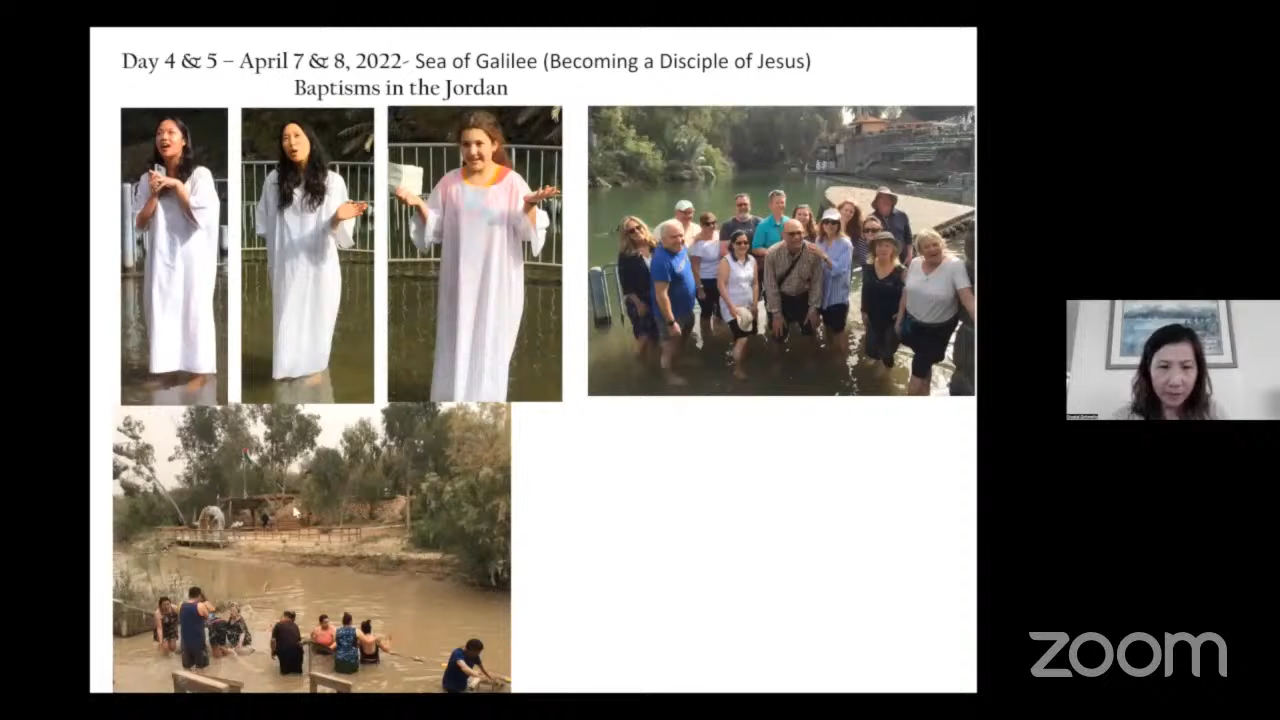 Day 4 & 5 – April 7 & 8, 2022- Sea of Galilee (Becoming a Disciple of Jesus)
Baptisms in the Jordan
zoom